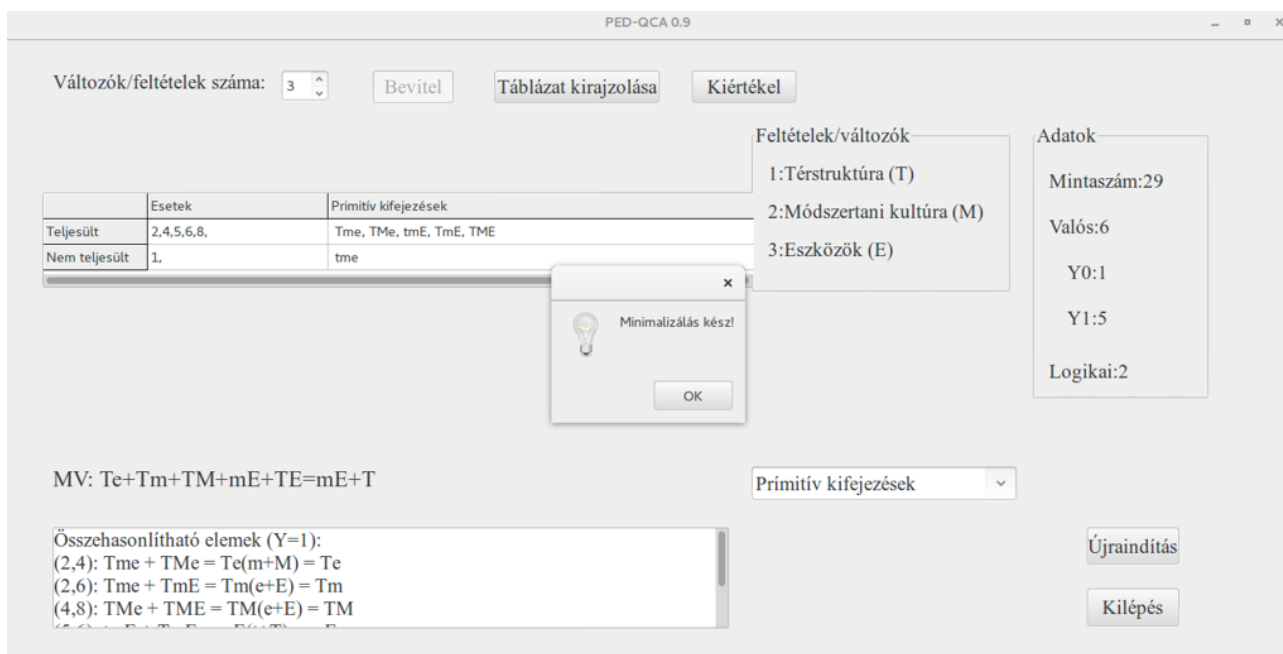 PED-QCA 0.9
Változók/feltételek száma: 3 Bevitel Táblázat kirajzolása Kiértékel
Feltételek/változók
1:Térstruktúra (T)
2:Módszertani kultúra (M)
3:Eszközök (E)
Adatok
Mintaszám:29
Valós:6
Y0:1
Y1:5
Logikai:2
Esetek Primitív kifejezések
Teljesült 2,4,5,6,8, Tme, TMe, tmE, TmE, TME
Nem teljesült 1, tme
Minimalizálás kész!
OK
MV: Te+Tm+TM+mE+TE=mE+T
Prímitív kifejezések
Összehasonlítható elemek (Y=1):
(2,4): Tme + TMe = Te(m+M) = Te
(2,6): Tme + TmE = Tm(e+E) = Tm
(4,8): TMe + TME = TM(e+E) = TM
Újraindítás
Kilépés